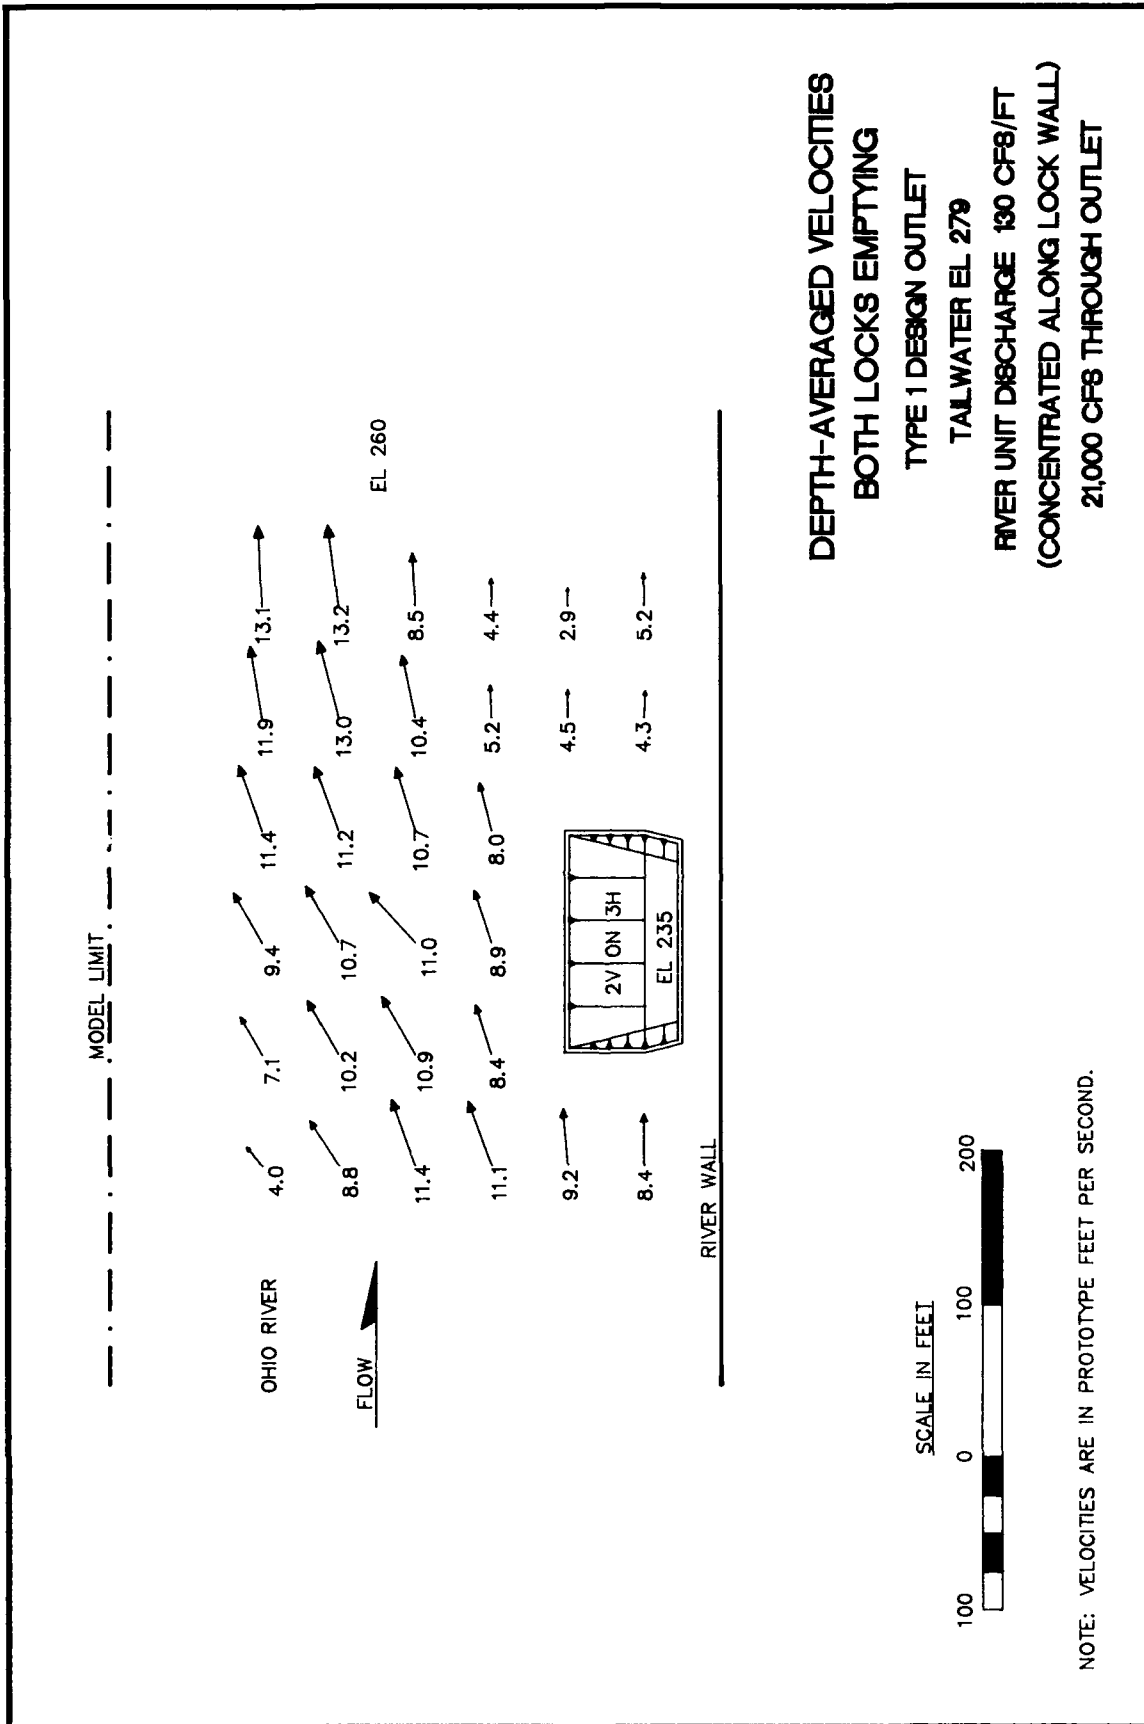 MODEL LIMIT
OHIO RIVER
FLOW
4.0 7.1 9.4 11.4 11.9 13.1
8.8 10.2 10.7 11.2 13.0 13.2
EL 260
11.4 10.9 11.0 10.7 10.4 8.5
11.1 8.4 8.9 8.0 5.2 4.4
9.2 4.5 2.9
8.4 4.3 5.2
2V ON 3H
EL 235
RIVER WALL
SCALE IN FEET
100 0 100 200
NOTE: VELOCITIES ARE IN PROTOTYPE FEET PER SECOND.
DEPTH-AVERAGED VELOCITIES
BOTH LOCKS EMPTYING
TYPE 1 DESIGN OUTLET
TAILWATER EL 279
RIVER UNIT DISCHARGE 130 CFS/FT
(CONCENTRATED ALONG LOCK WALL)
21,000 CFS THROUGH OUTLET